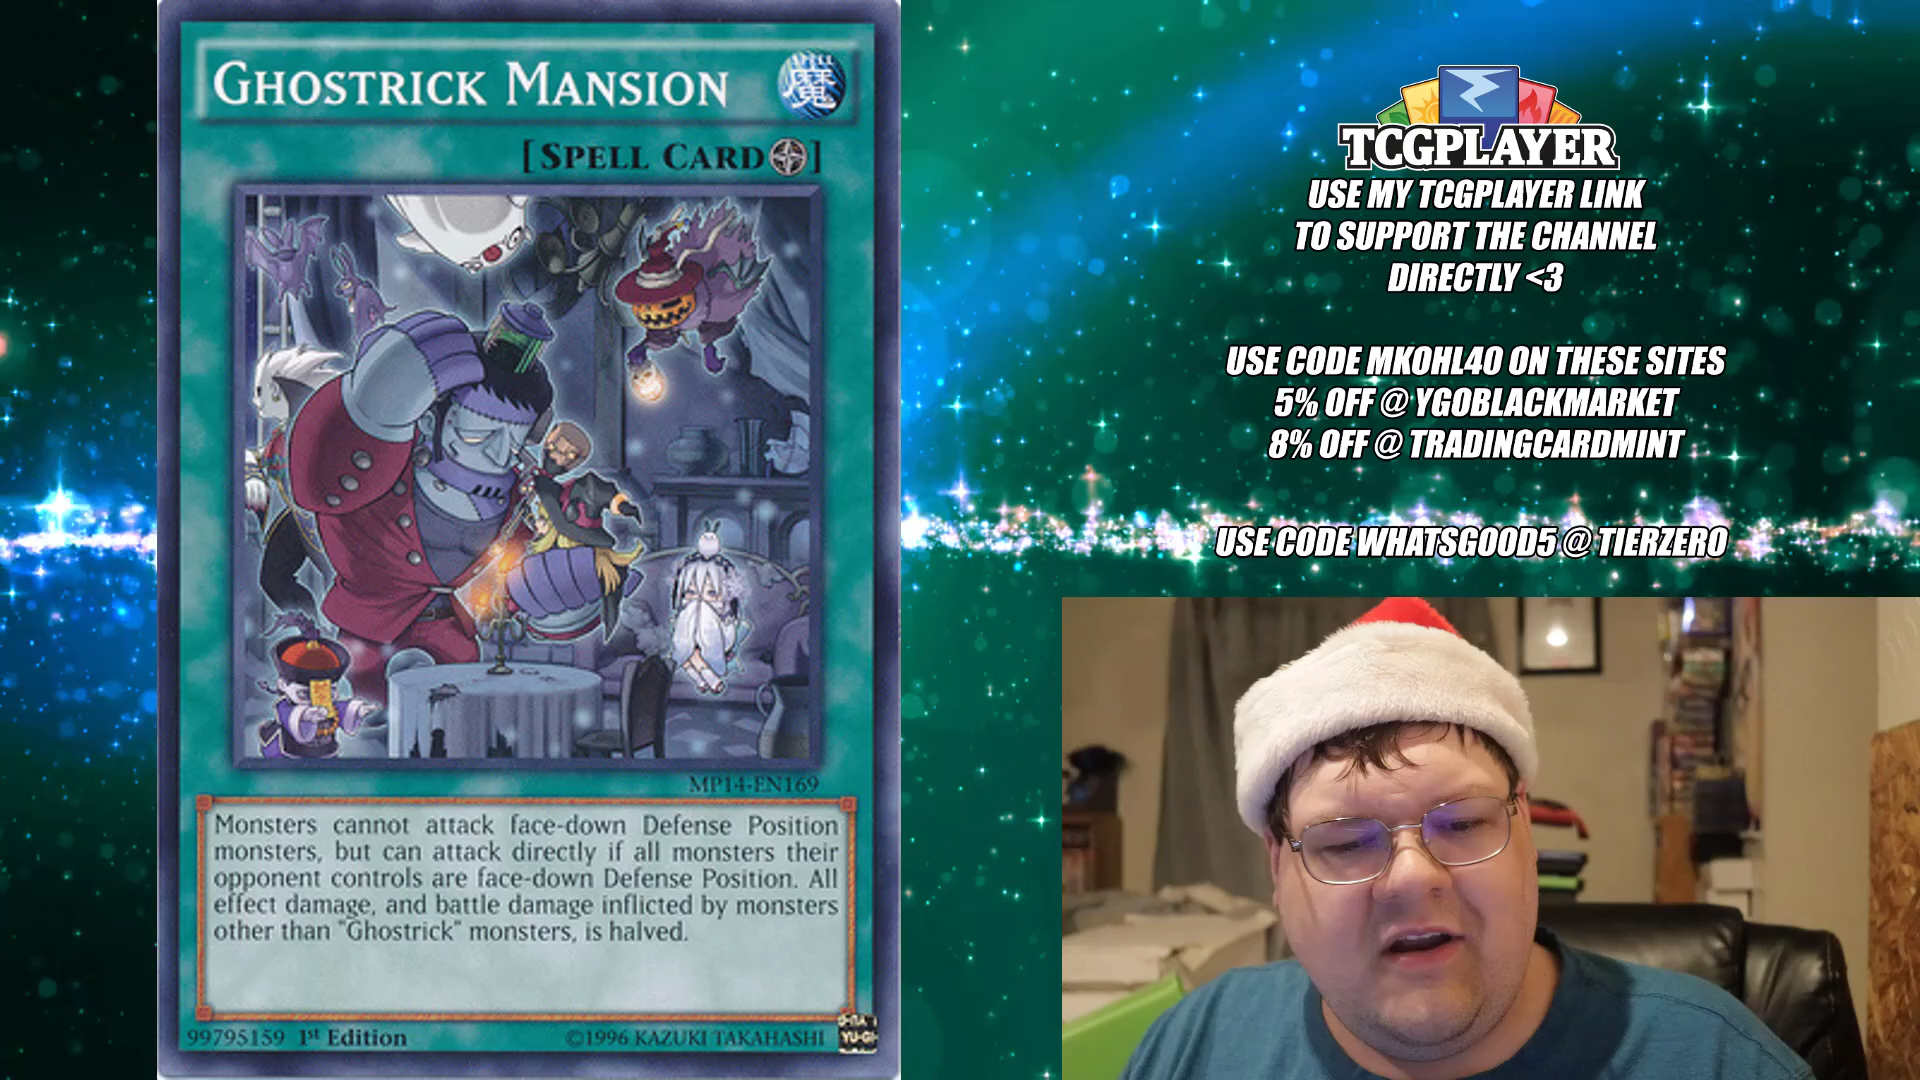 GHOSTRICK MANSION
魔
[SPELL CARD]
MP14-EN169
Monsters cannot attack face-down Defense Position
monsters, but can attack directly if all monsters their
opponent controls are face-down Defense Position. All
effect damage, and battle damage inflicted by monsters
other than "Ghostrick" monsters, is halved.
99795159 1st Edition
©1996 KAZUKI TAKAHASHI
TCGPLAYER
USE MY TCGPLAYER LINK
TO SUPPORT THE CHANNEL
DIRECTLY <3
USE CODE MKOHL40 ON THESE SITES
5% OFF @ YGOBLACKMARKET
8% OFF @ TRADINGCARDMINT
USE CODE WHATSGOOD5 @ TIERZERO